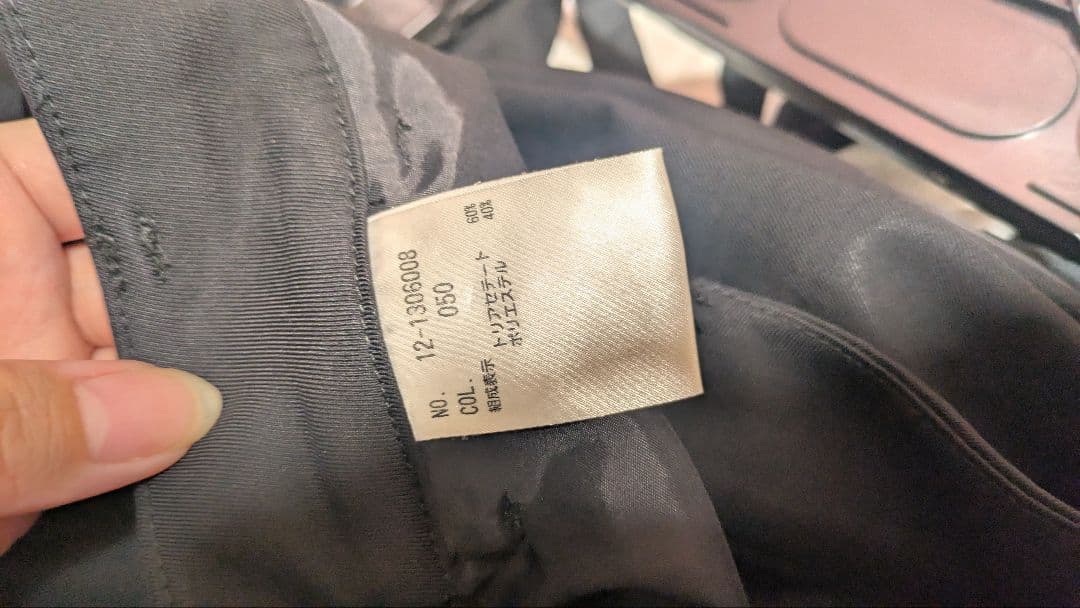 NO. 12-1306008
COL. 050
組成表示 トリアセテート 60%
ポリエステル 40%